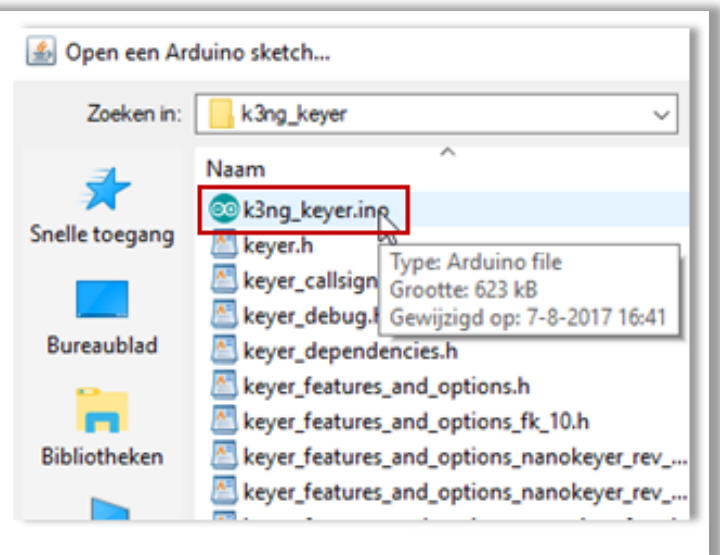 Open een Arduino sketch...
Zoeken in:
k3ng_keyer
Naam
k3ng_keyer.ino
Snelle toegang
keyer.h
Type: Arduino file
keyer_callsign
Grootte: 623 kB
keyer_debug.h
Gewijzigd op: 7-8-2017 16:41
Bureaublad
keyer_dependencies.h
keyer_features_and_options.h
keyer_features_and_options_fk_10.h
Bibliotheken
keyer_features_and_options_nanokeyer_rev_...
keyer_features_and_options_nanokeyer_rev_...